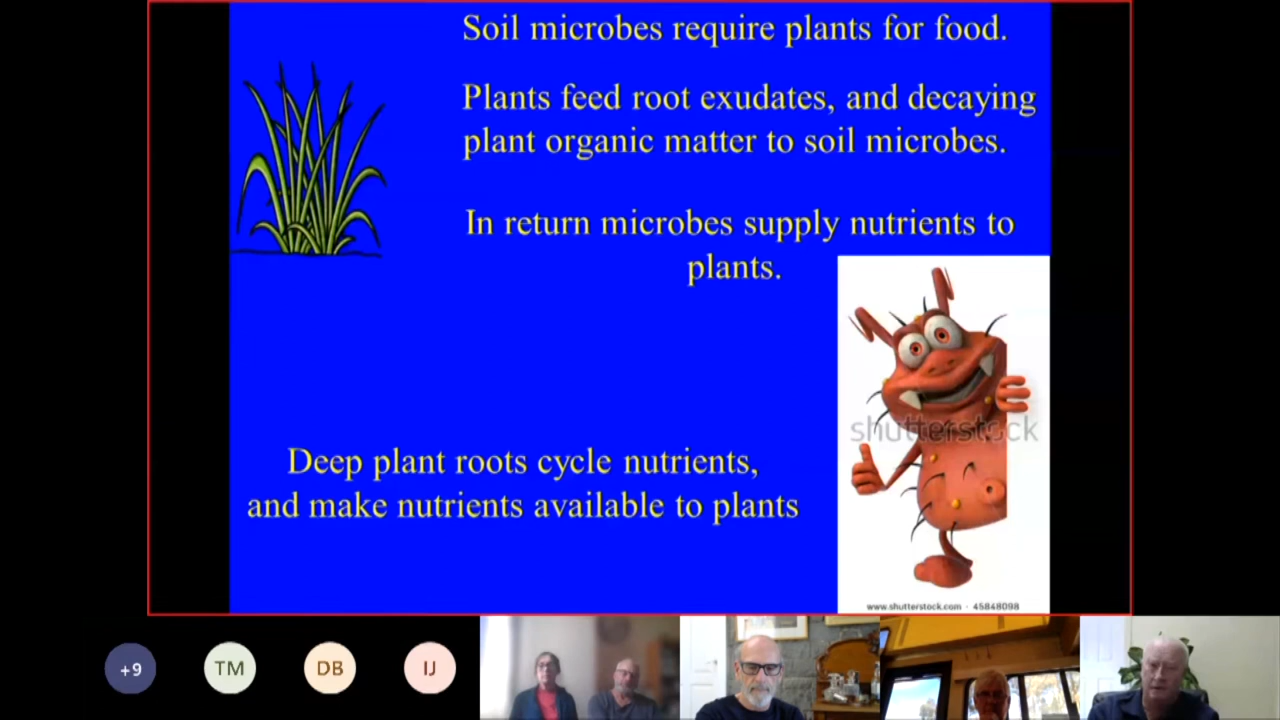 Soil microbes require plants for food.
Plants feed root exudates, and decaying
plant organic matter to soil microbes.
In return microbes supply nutrients to
plants.
shutterstock
Deep plant roots cycle nutrients,
and make nutrients available to plants
www.shutterstock.com · 45848098
+9
TM
DB
IJ